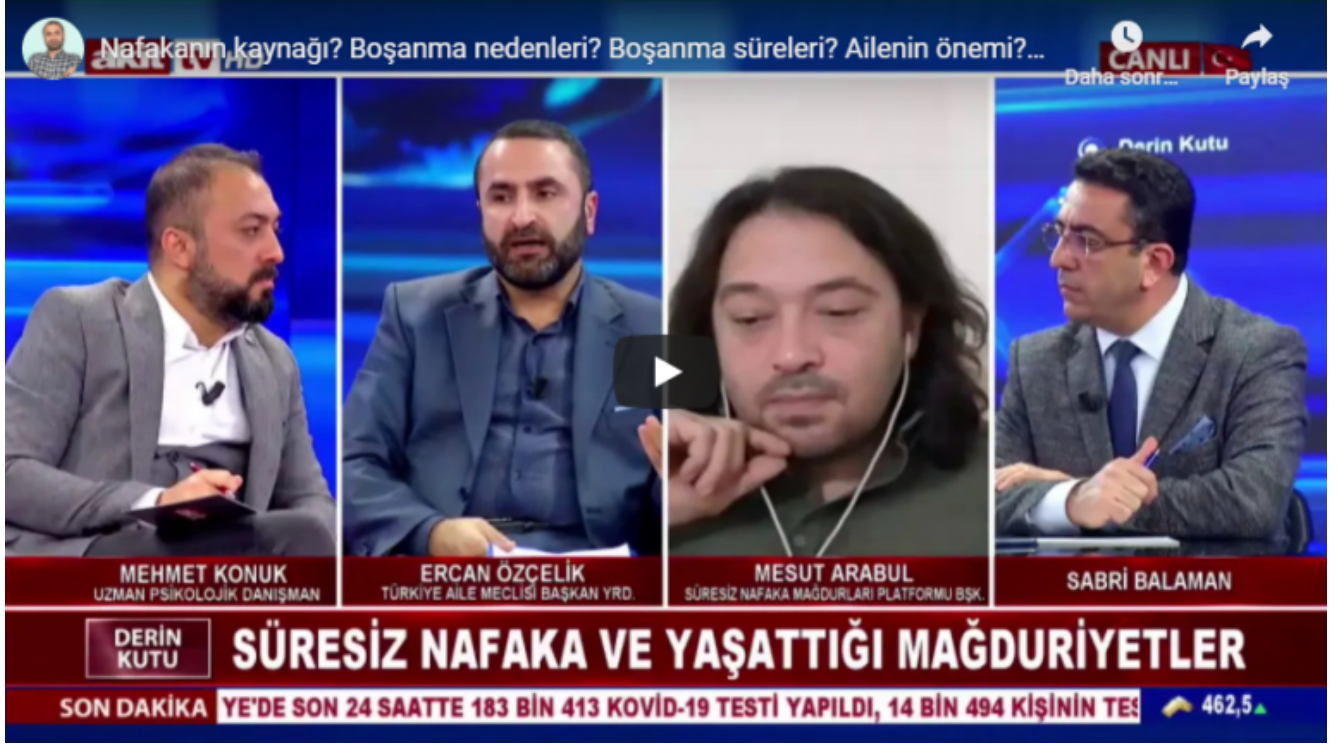 Nafakanın kaynağı? Boşanma nedenleri? Boşanma süreleri? Ailenin önemi?...
akit tv HD
CANLI
Daha sonr...
Paylaş
Derin Kutu
MEHMET KONUK
UZMAN PSİKOLOJİK DANIŞMAN
ERCAN ÖZÇELİK
TÜRKİYE AİLE MECLİSİ BAŞKAN YRD.
MESUT ARABUL
SÜRESİZ NAFAKA MAĞDURLARI PLATFORMU BŞK.
SABRİ BALAMAN
DERİN
KUTU
SÜRESİZ NAFAKA VE YAŞATTIĞI MAĞDURİYETLER
SON DAKİKA
YE'DE SON 24 SAATTE 183 BİN 413 KOVİD-19 TESTİ YAPILDI, 14 BİN 494 KİŞİNİN TES
462,5